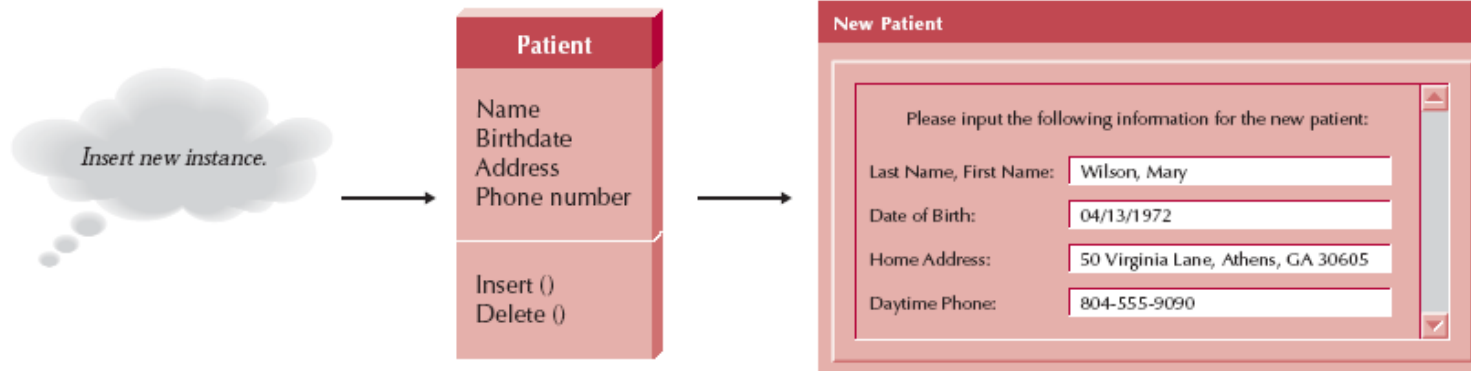 Insert new instance.
Patient
Name
Birthdate
Address
Phone number
Insert ()
Delete ()
New Patient
Please input the following information for the new patient:
Last Name, First Name: Wilson, Mary
Date of Birth: 04/13/1972
Home Address: 50 Virginia Lane, Athens, GA 30605
Daytime Phone: 804-555-9090